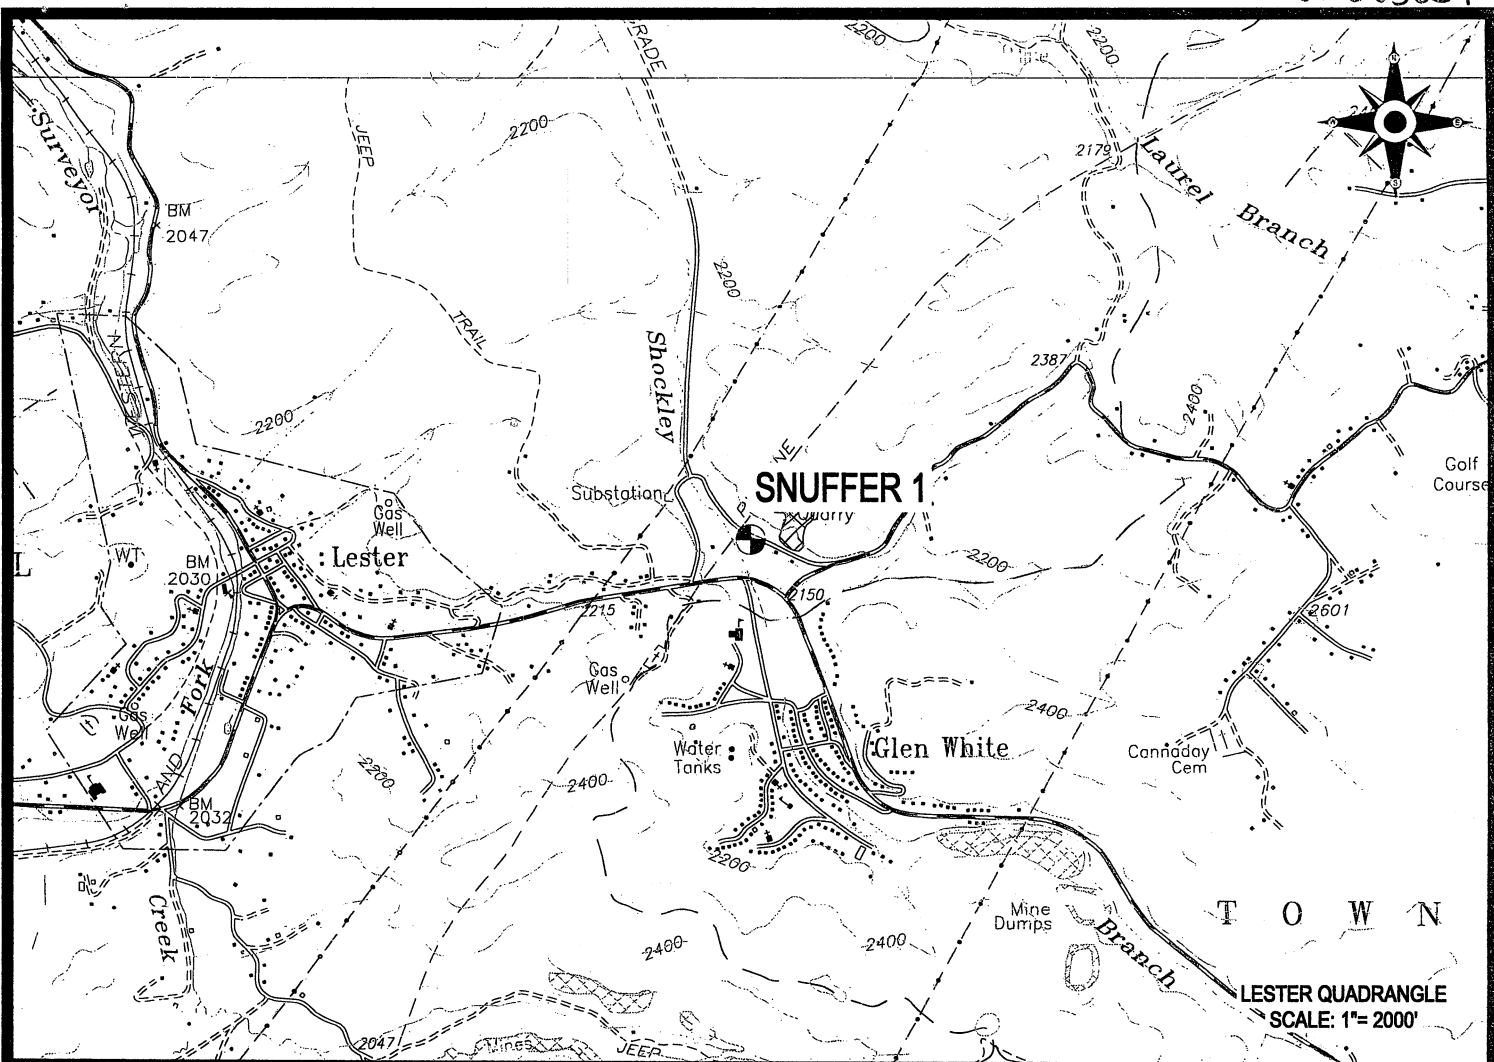 2200
2200
RADE
N
W
E
S
Surveyor
JEEP
2200
2179
Laurel
Branch
BM
2047
2200
TRAIL
Shockley
2387
2400
2200
WESTERN
Golf
Course
NE
SNUFFER 1
Substation
Quarry
Gas
Well
Lester
L
WT
BM
2030
2200
2150
2215
2601
Gas
Well
Fork
2400
Gas
Well
Glen White
Water
Tanks
Cannaday
Cem
2200
2400
AND
BM
2032
2200
Creek
Mine
Dumps
T O W N
2400
2400
Branch
LESTER QUADRANGLE
SCALE: 1"= 2000'
2047
Mines
JEEP